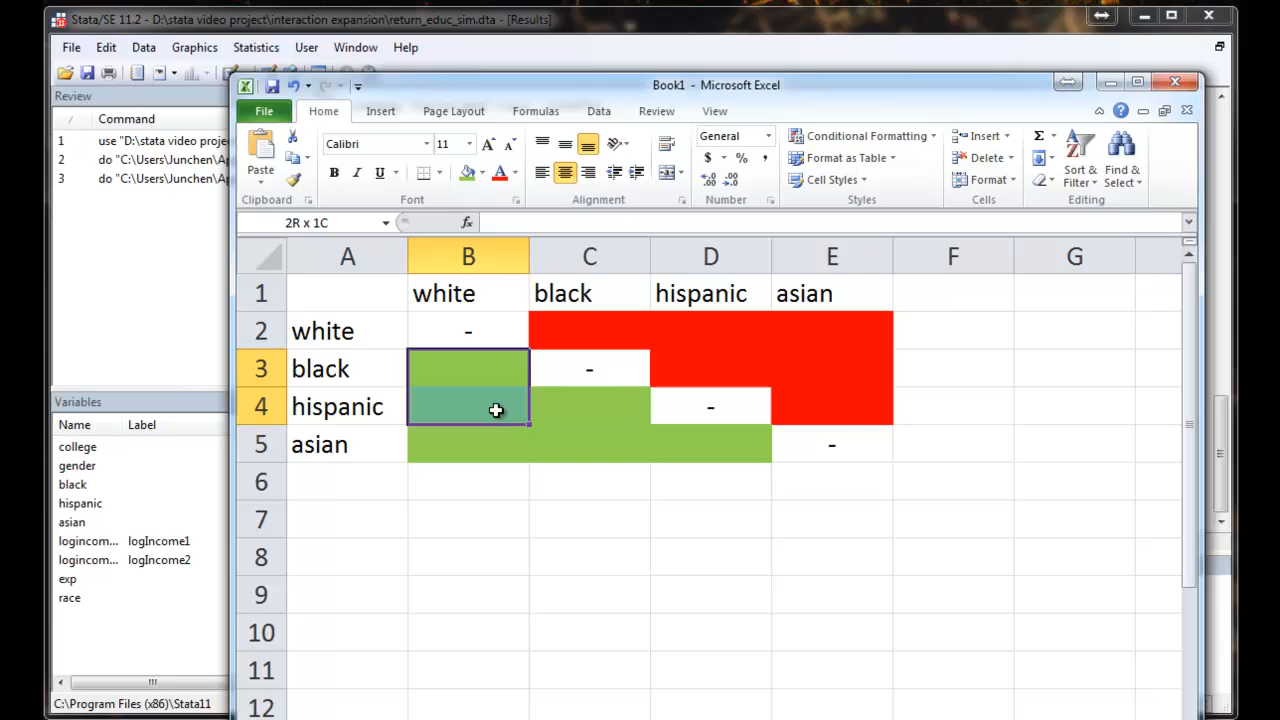 Stata/SE 11.2 - D:\stata video project\interaction expansion\return_educ_sim.dta - [Results]
File Edit Data Graphics Statistics User Window Help
Review
Command
1 use "D:\stata video proje
2 do "C:\Users\Junchen\Ap
3 do "C:\Users\Junchen\Ap
Variables
Name Label
college
gender
black
hispanic
asian
logincom... logIncome1
logincom... logIncome2
exp
race
C:\Program Files (x86)\Stata11
Book1 - Microsoft Excel
File Home Insert Page Layout Formulas Data Review View
Paste
Clipboard
Calibri 11
B I U A
Font
Alignment
General
$ % ,
Number
Conditional Formatting
Format as Table
Cell Styles
Styles
Insert
Delete
Format
Cells
Σ
Sort & Filter
Find & Select
Editing
2R x 1C fx
A B C D E F G
1 white black hispanic asian
2 white -
3 black -
4 hispanic -
5 asian -
6
7
8
9
10
11
12